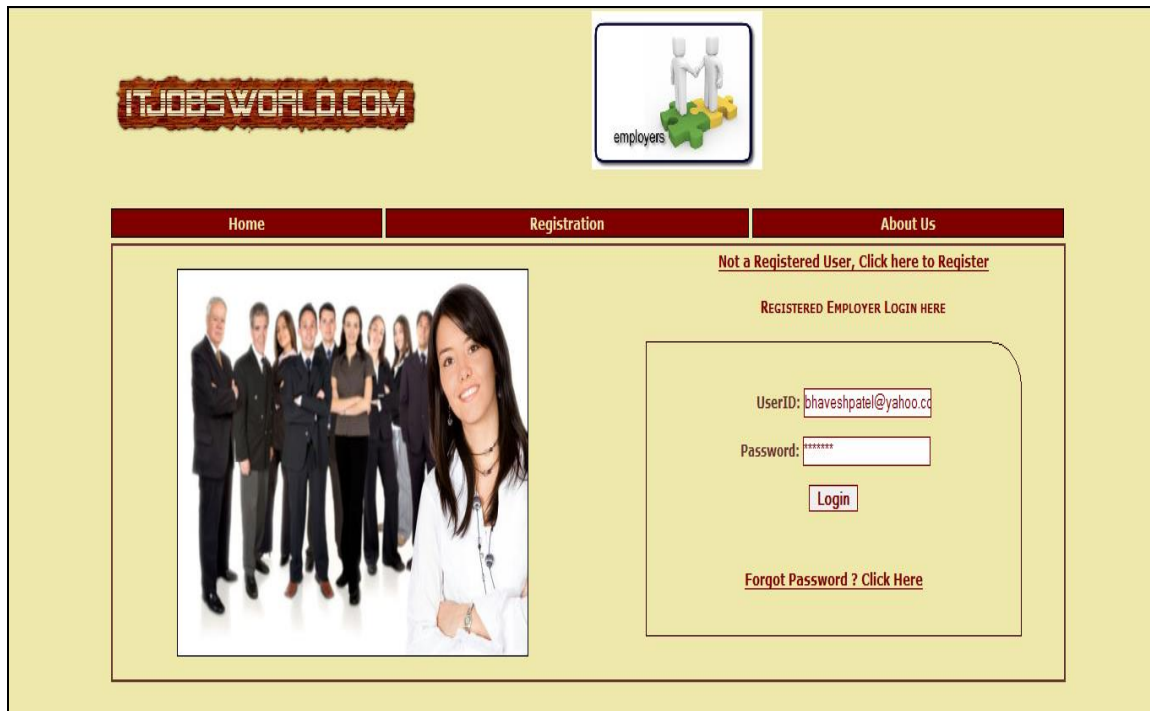 ITJOBSWORLD.COM
employers
Home Registration About Us
Not a Registered User, Click here to Register
REGISTERED EMPLOYER LOGIN HERE
UserID: bhaveshpatel@yahoo.co
Password: *******
Login
Forgot Password ? Click Here